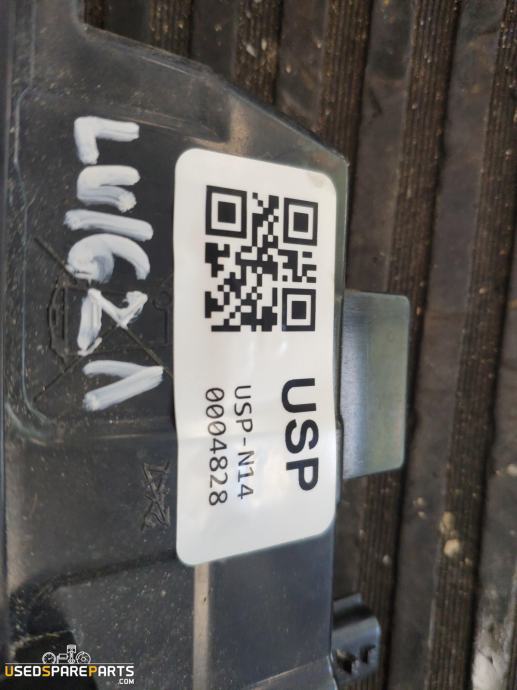 USP
USP-N14
0004828
USEDSPAREPARTS
.COM